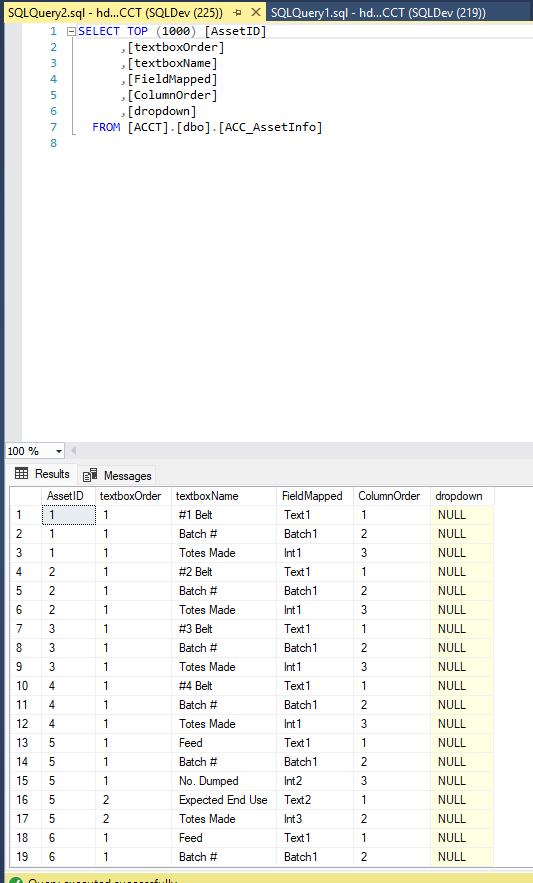 SQLQuery2.sql - hd...CCT (SQLDev (225)) SQLQuery1.sql - hd...CCT (SQLDev (219))
1 SELECT TOP (1000) [AssetID]
2 ,[textboxOrder]
3 ,[textboxName]
4 ,[FieldMapped]
5 ,[ColumnOrder]
6 ,[dropdown]
7 FROM [ACCT].[dbo].[ACC_AssetInfo]
8
100 %
Results Messages
AssetID textboxOrder textboxName FieldMapped ColumnOrder dropdown
1 1 1 #1 Belt Text1 1 NULL
2 1 1 Batch # Batch1 2 NULL
3 1 1 Totes Made Int1 3 NULL
4 2 1 #2 Belt Text1 1 NULL
5 2 1 Batch # Batch1 2 NULL
6 2 1 Totes Made Int1 3 NULL
7 3 1 #3 Belt Text1 1 NULL
8 3 1 Batch # Batch1 2 NULL
9 3 1 Totes Made Int1 3 NULL
10 4 1 #4 Belt Text1 1 NULL
11 4 1 Batch # Batch1 2 NULL
12 4 1 Totes Made Int1 3 NULL
13 5 1 Feed Text1 1 NULL
14 5 1 Batch # Batch1 2 NULL
15 5 1 No. Dumped Int2 3 NULL
16 5 2 Expected End Use Text2 1 NULL
17 5 2 Totes Made Int3 2 NULL
18 6 1 Feed Text1 1 NULL
19 6 1 Batch # Batch1 2 NULL
Query executed successfully